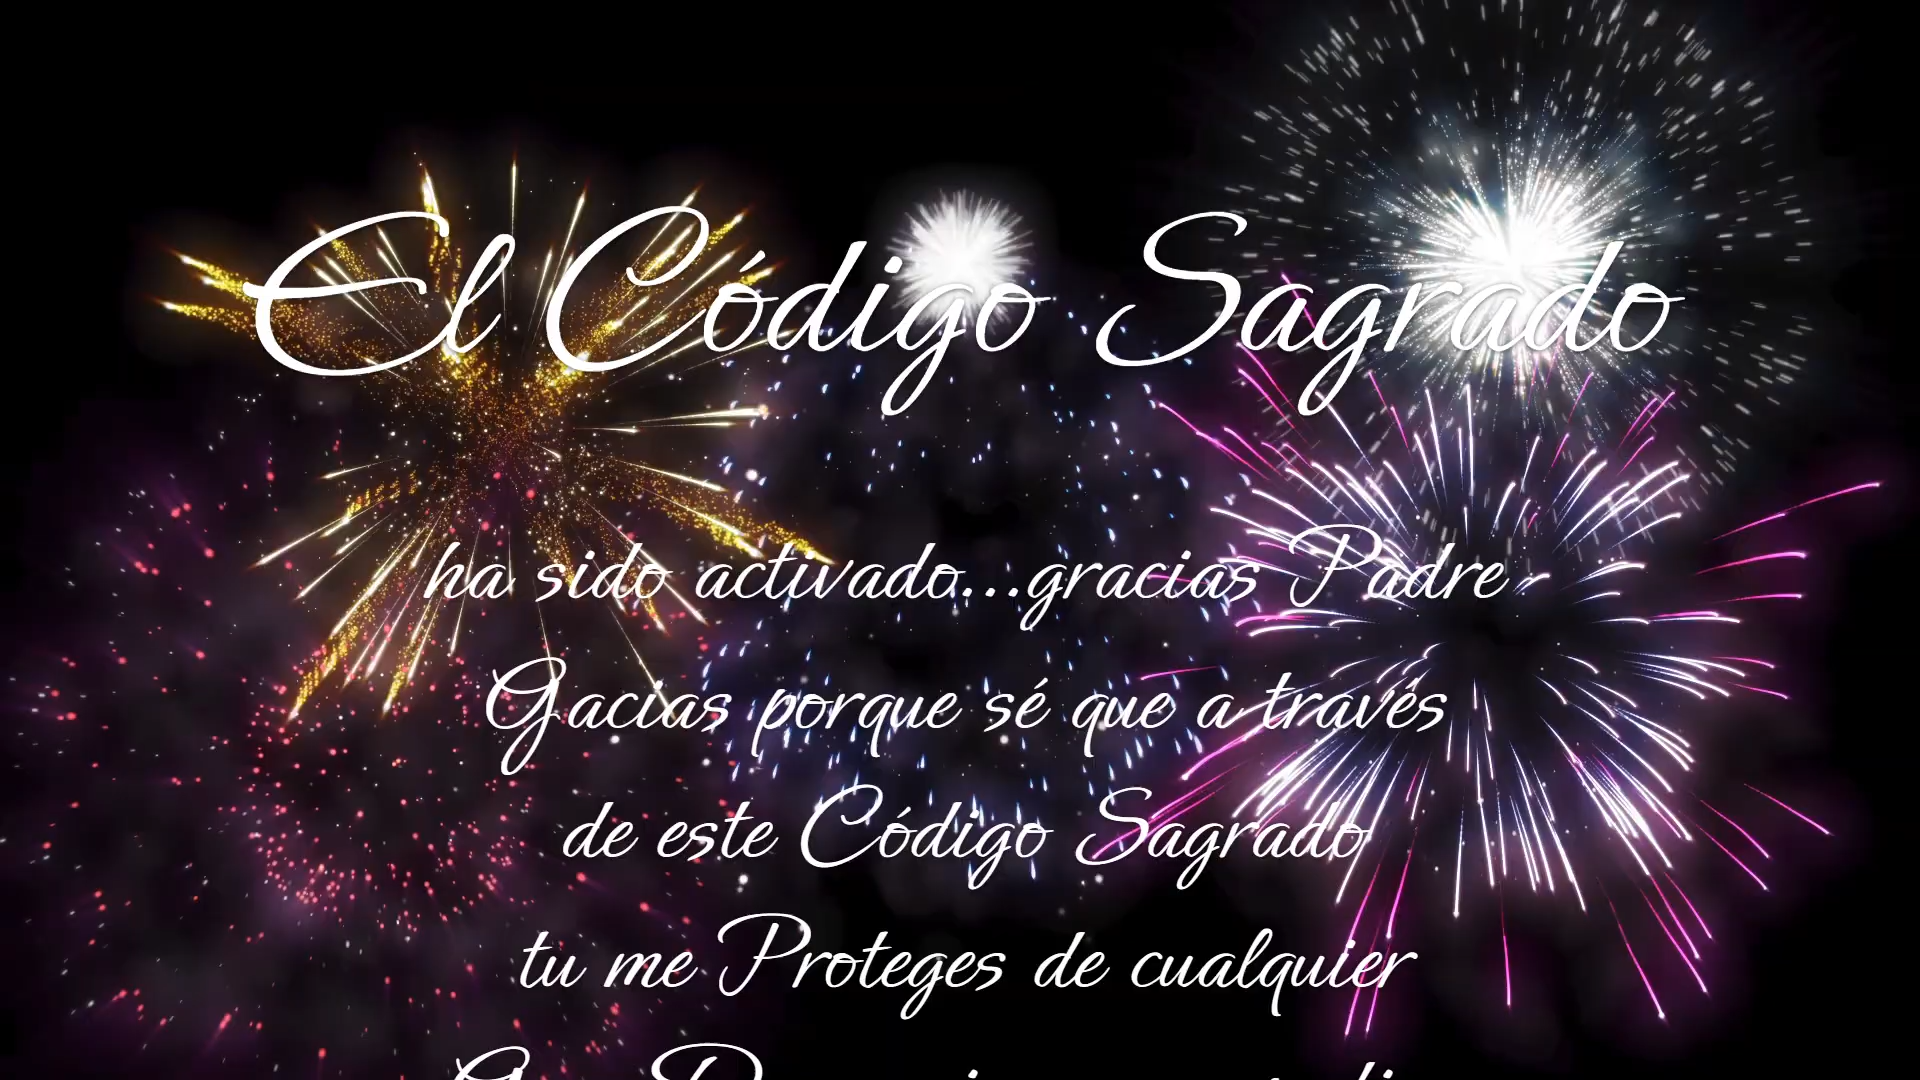 El Código Sagrado
ha sido activado...gracias Padre
Gacias porque sé que a través
de este Código Sagrado
tu me Proteges de cualquier